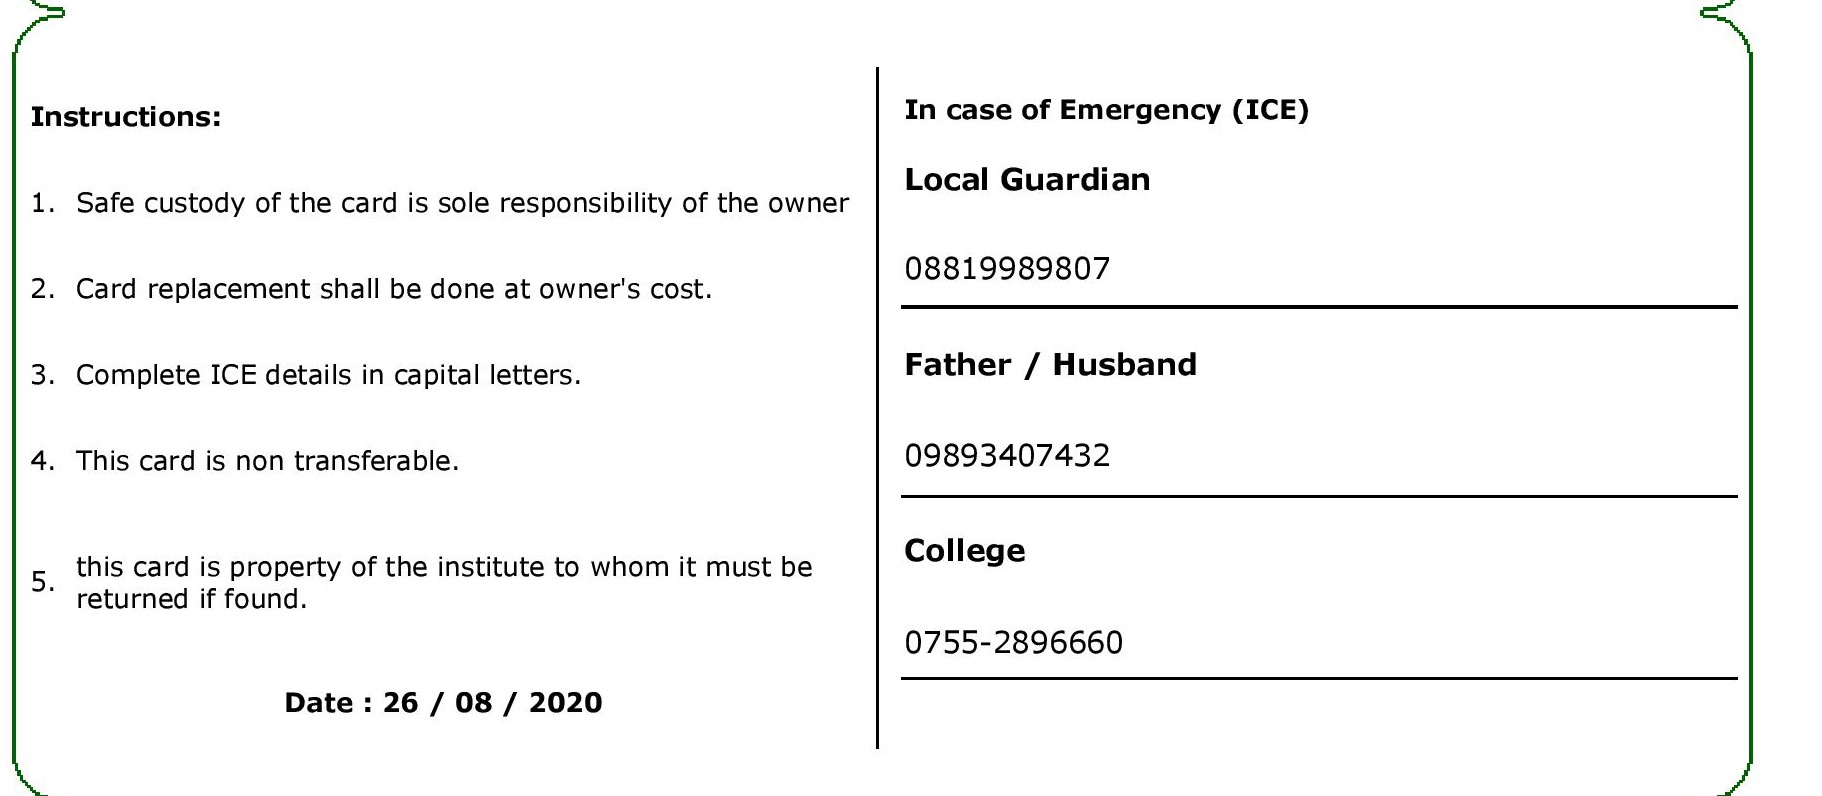 Instructions:
1. Safe custody of the card is sole responsibility of the owner
2. Card replacement shall be done at owner's cost.
3. Complete ICE details in capital letters.
4. This card is non transferable.
5. this card is property of the institute to whom it must be
returned if found.
Date : 26 / 08 / 2020
In case of Emergency (ICE)
Local Guardian
08819989807
Father / Husband
09893407432
College
0755-2896660